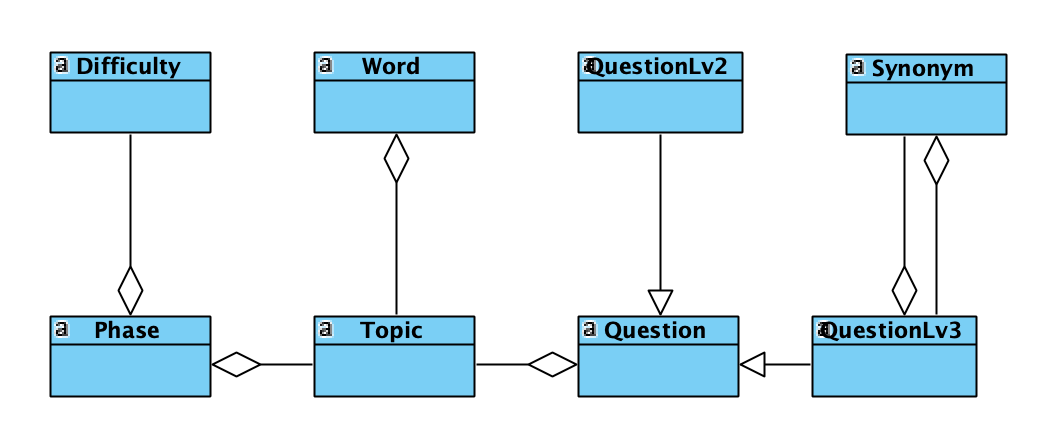 a Difficulty
a Word
a QuestionLv2
a Synonym
a Phase
a Topic
a Question
a QuestionLv3